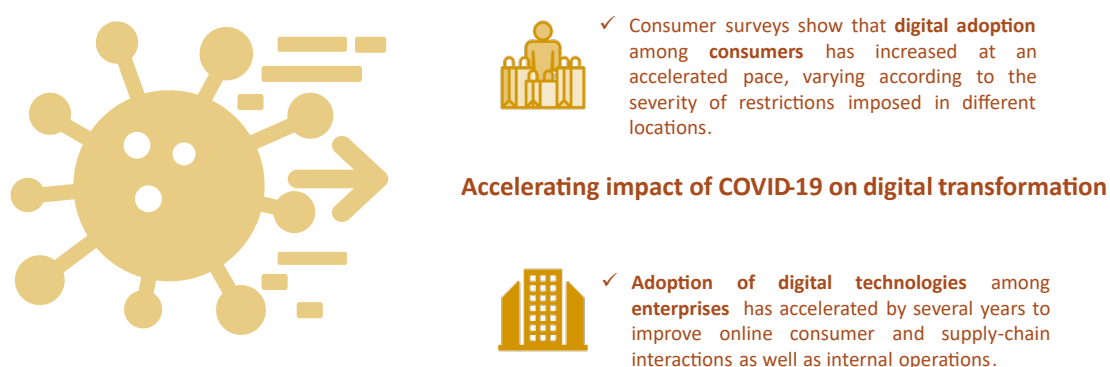 ✓ Consumer surveys show that digital adoption
among consumers has increased at an
accelerated pace, varying according to the
severity of restrictions imposed in different
locations.
Accelerating impact of COVID-19 on digital transformation
✓ Adoption of digital technologies among
enterprises has accelerated by several years to
improve online consumer and supply-chain
interactions as well as internal operations.